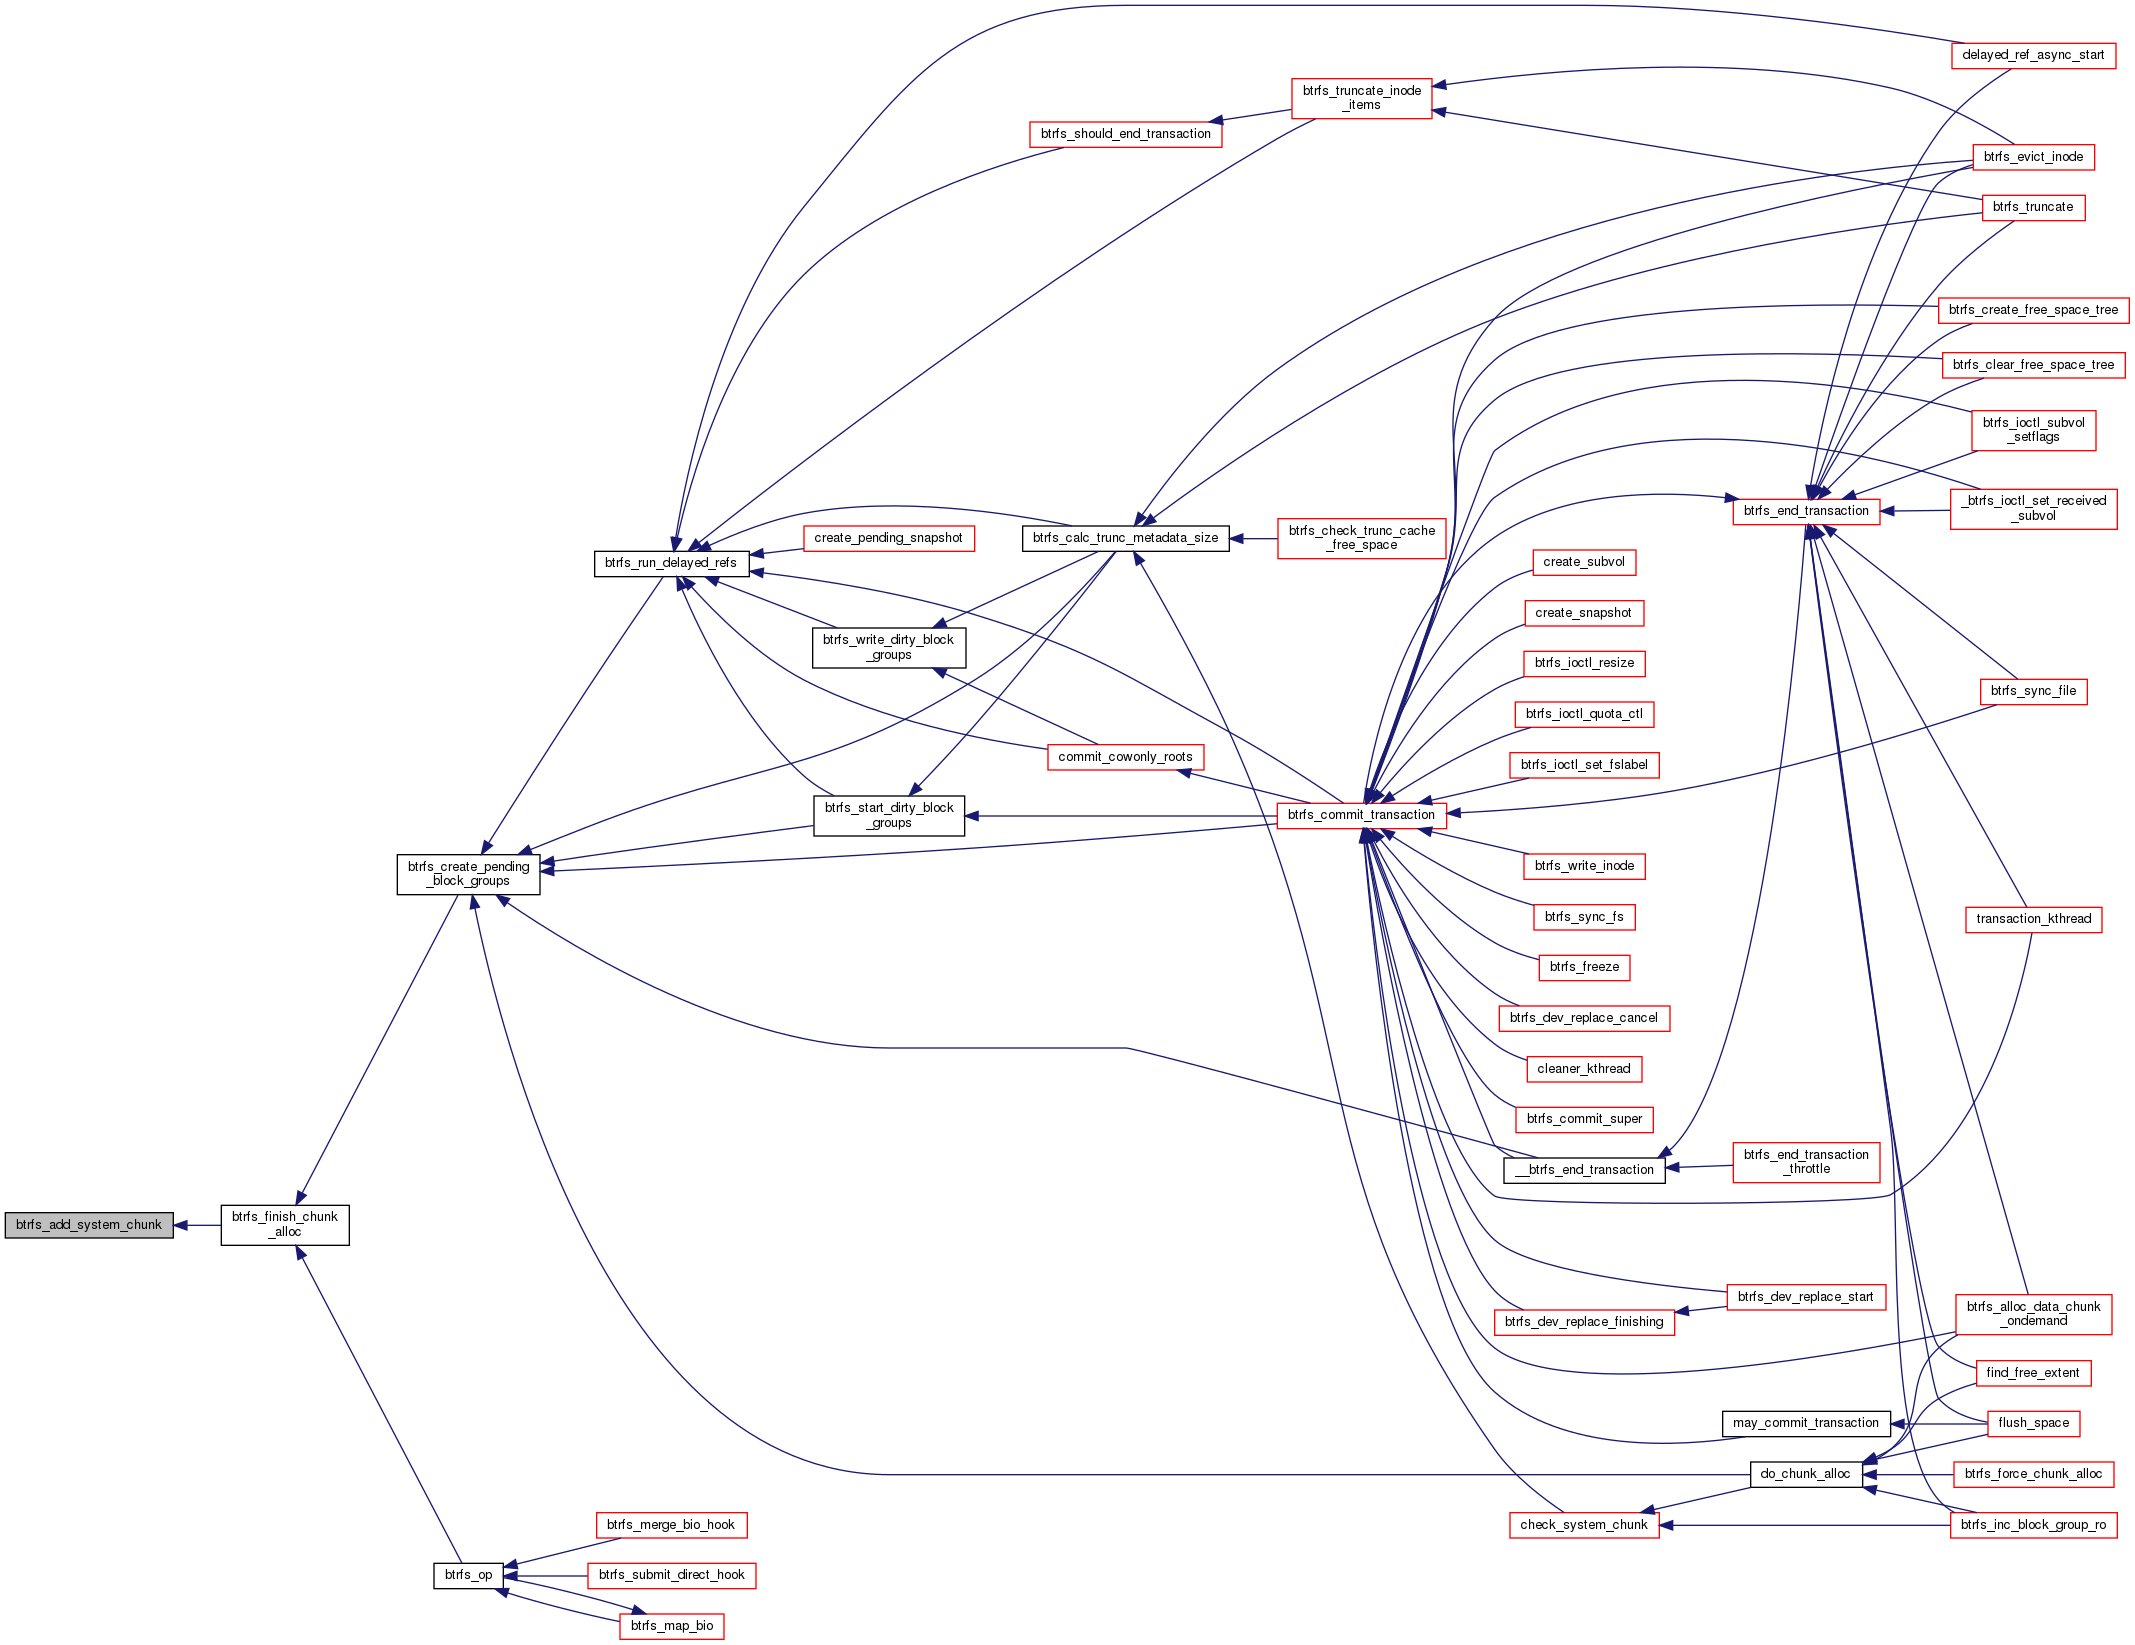 delayed_ref_async_start
btrfs_truncate_inode
_items
btrfs_should_end_transaction
btrfs_evict_inode
btrfs_truncate
btrfs_create_free_space_tree
btrfs_clear_free_space_tree
btrfs_ioctl_subvol
_setflags
_btrfs_ioctl_set_received
_subvol
btrfs_end_transaction
btrfs_calc_trunc_metadata_size
btrfs_check_trunc_cache
_free_space
create_pending_snapshot
btrfs_run_delayed_refs
create_subvol
create_snapshot
btrfs_write_dirty_block
_groups
btrfs_ioctl_resize
btrfs_sync_file
btrfs_ioctl_quota_ctl
commit_cowonly_roots
btrfs_ioctl_set_fslabel
btrfs_start_dirty_block
_groups
btrfs_commit_transaction
btrfs_create_pending
_block_groups
btrfs_write_inode
btrfs_sync_fs
transaction_kthread
btrfs_freeze
btrfs_dev_replace_cancel
cleaner_kthread
btrfs_commit_super
__btrfs_end_transaction
btrfs_end_transaction
_throttle
btrfs_add_system_chunk
btrfs_finish_chunk
_alloc
btrfs_dev_replace_start
btrfs_dev_replace_finishing
btrfs_alloc_data_chunk
_ondemand
find_free_extent
may_commit_transaction
flush_space
do_chunk_alloc
btrfs_force_chunk_alloc
check_system_chunk
btrfs_inc_block_group_ro
btrfs_merge_bio_hook
btrfs_op
btrfs_submit_direct_hook
btrfs_map_bio